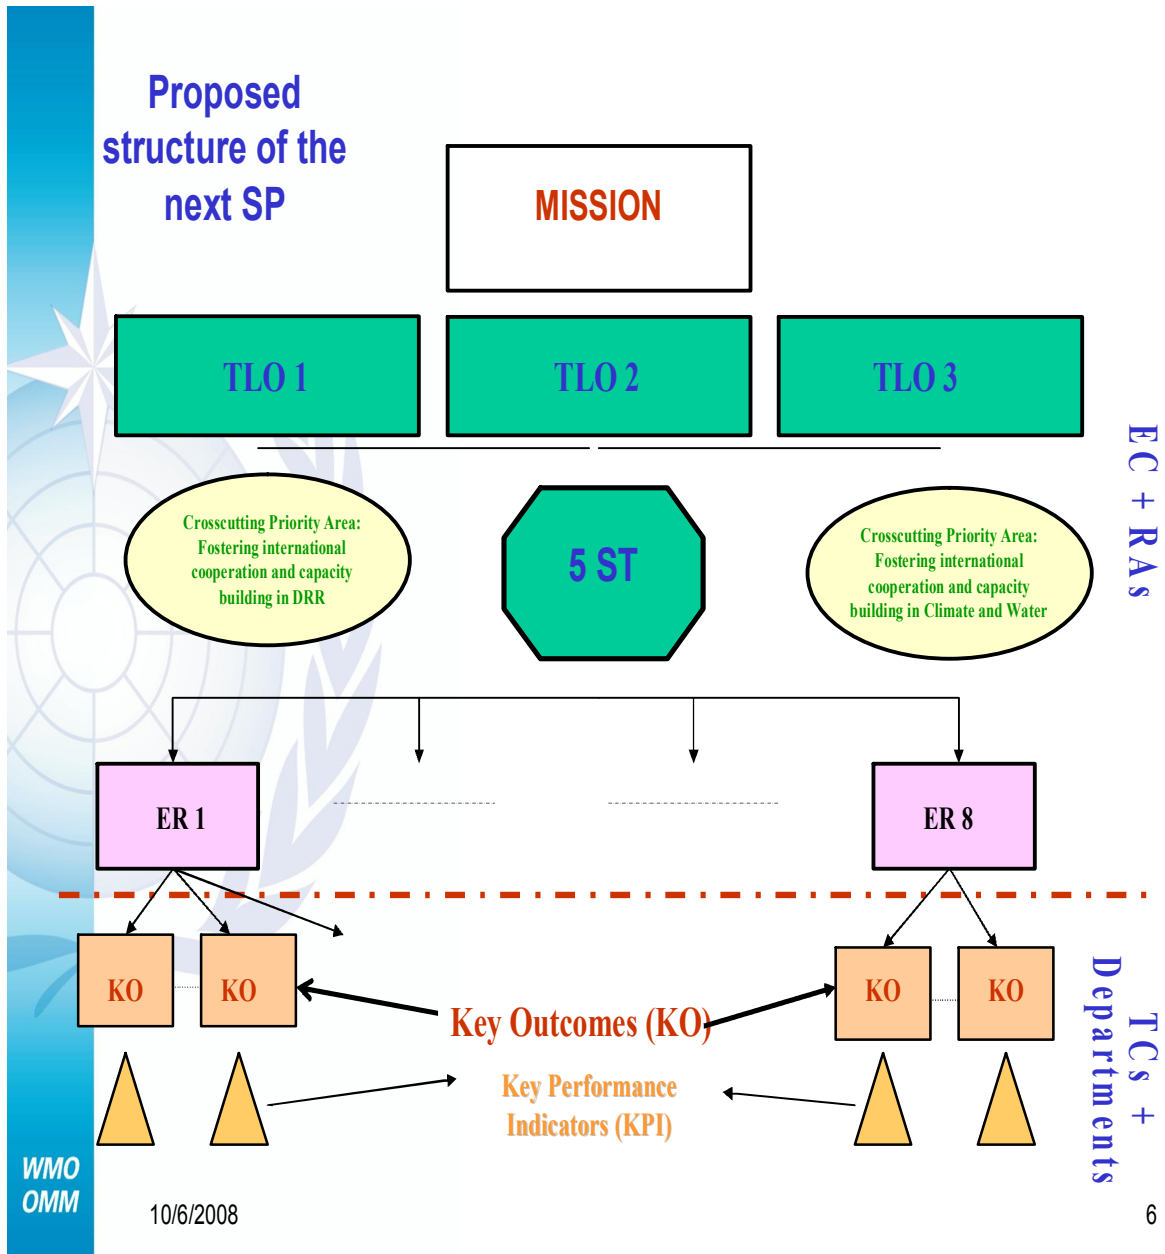 Proposed
structure of the
next SP
MISSION
TLO 1
TLO 2
TLO 3
EC + RAs
Crosscutting Priority Area:
Fostering international
cooperation and capacity
building in DRR
5 ST
Crosscutting Priority Area:
Fostering international
cooperation and capacity
building in Climate and Water
ER 1
ER 8
KO
KO
KO
KO
Key Outcomes (KO)
Key Performance
Indicators (KPI)
TCs +
Departments
WMO
OMM
10/6/2008
6